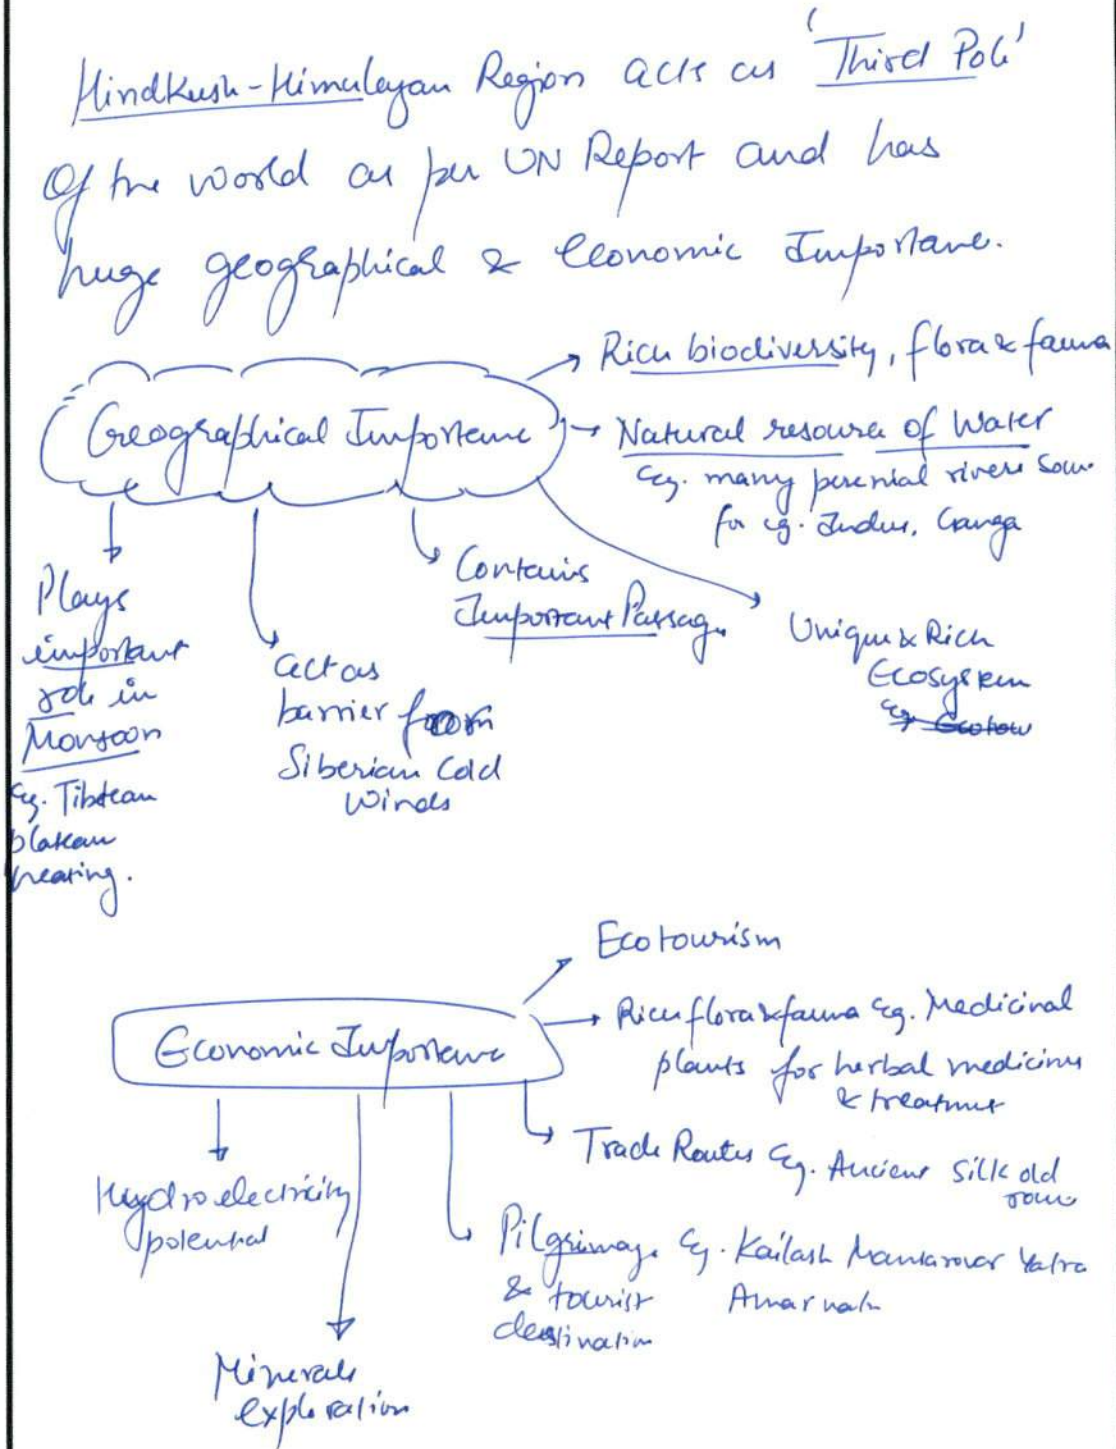 Hindkush-Himalayan Region acts as 'Third Pole'
Of the world as per UN Report and has
huge geographical & Economic Importance.
Rich biodiversity, flora & fauna
Geographical Importance
Natural resource of Water
Eg. many perenial rivers
for eg. Indus, Ganga
Contains
Important Passage
Unique & Rich
Ecosystem
Plays
important
role in
Monsoon
Eg. Tibetean
plateau
heating.
act as
barrier from
Siberian Cold
Winds
Ecotourism
Economic Importance
Rich flora & fauna Eg. Medicinal
plants for herbal medicines
& treatment
Trade Routes Eg. Ancient Silk old
route
Hydroelectricity
potential
Pilgrimage Eg. Kailash Mansarovar Yatra
& tourist Amarnath
destination
Minerals
exploration